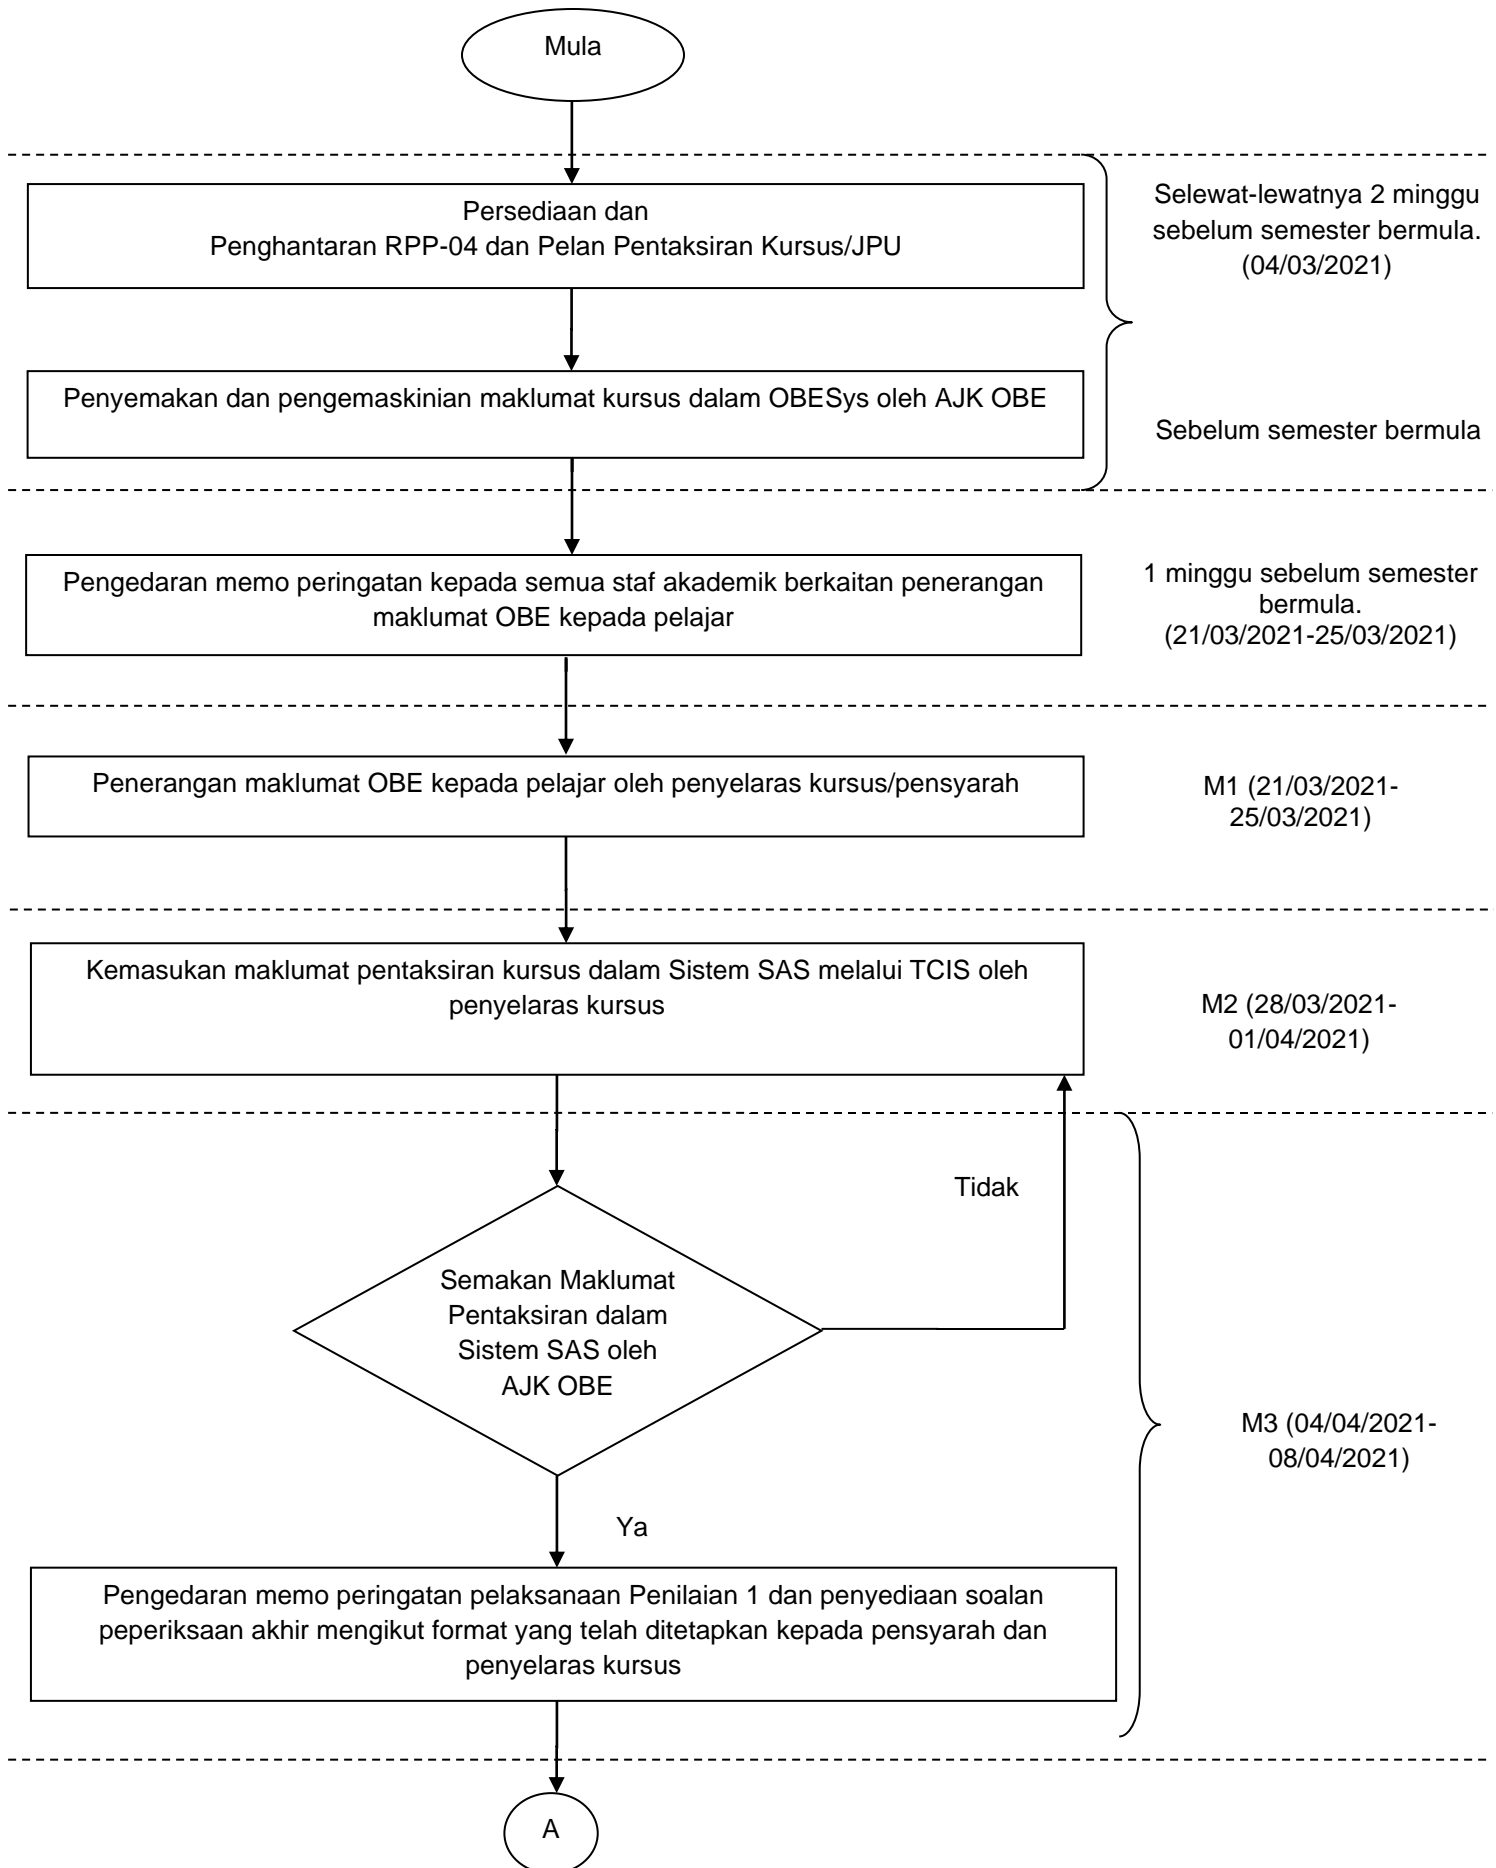 Mula
Persediaan dan
Penghantaran RPP-04 dan Pelan Pentaksiran Kursus/JPU
Selewat-lewatnya 2 minggu
sebelum semester bermula.
(04/03/2021)
Penyemakan dan pengemaskinian maklumat kursus dalam OBESys oleh AJK OBE
Sebelum semester bermula
Pengedaran memo peringatan kepada semua staf akademik berkaitan penerangan
maklumat OBE kepada pelajar
1 minggu sebelum semester
bermula.
(21/03/2021-25/03/2021)
Penerangan maklumat OBE kepada pelajar oleh penyelaras kursus/pensyarah
M1 (21/03/2021-
25/03/2021)
Kemasukan maklumat pentaksiran kursus dalam Sistem SAS melalui TCIS oleh
penyelaras kursus
M2 (28/03/2021-
01/04/2021)
Tidak
Semakan Maklumat
Pentaksiran dalam
Sistem SAS oleh
AJK OBE
M3 (04/04/2021-
08/04/2021)
Ya
Pengedaran memo peringatan pelaksanaan Penilaian 1 dan penyediaan soalan
peperiksaan akhir mengikut format yang telah ditetapkan kepada pensyarah dan
penyelaras kursus
A